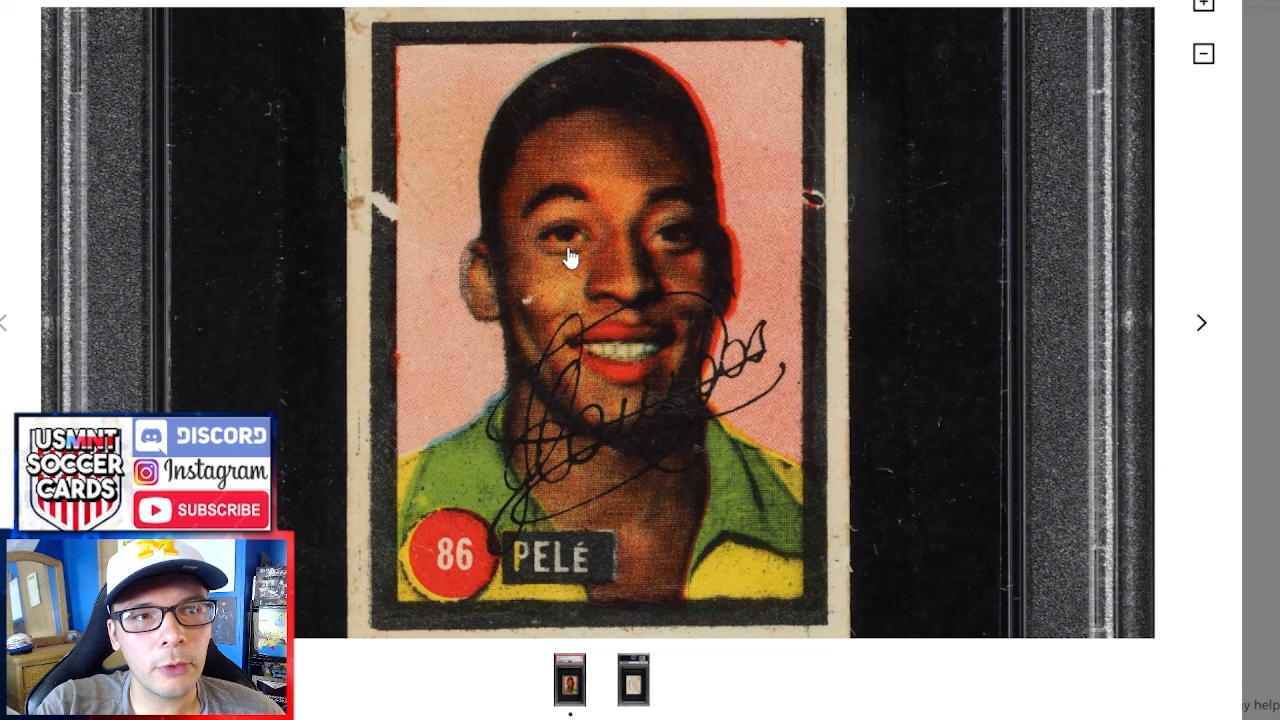 86
PELÉ
USMNT
SOCCER
CARDS
DISCORD
Instagram
SUBSCRIBE
M